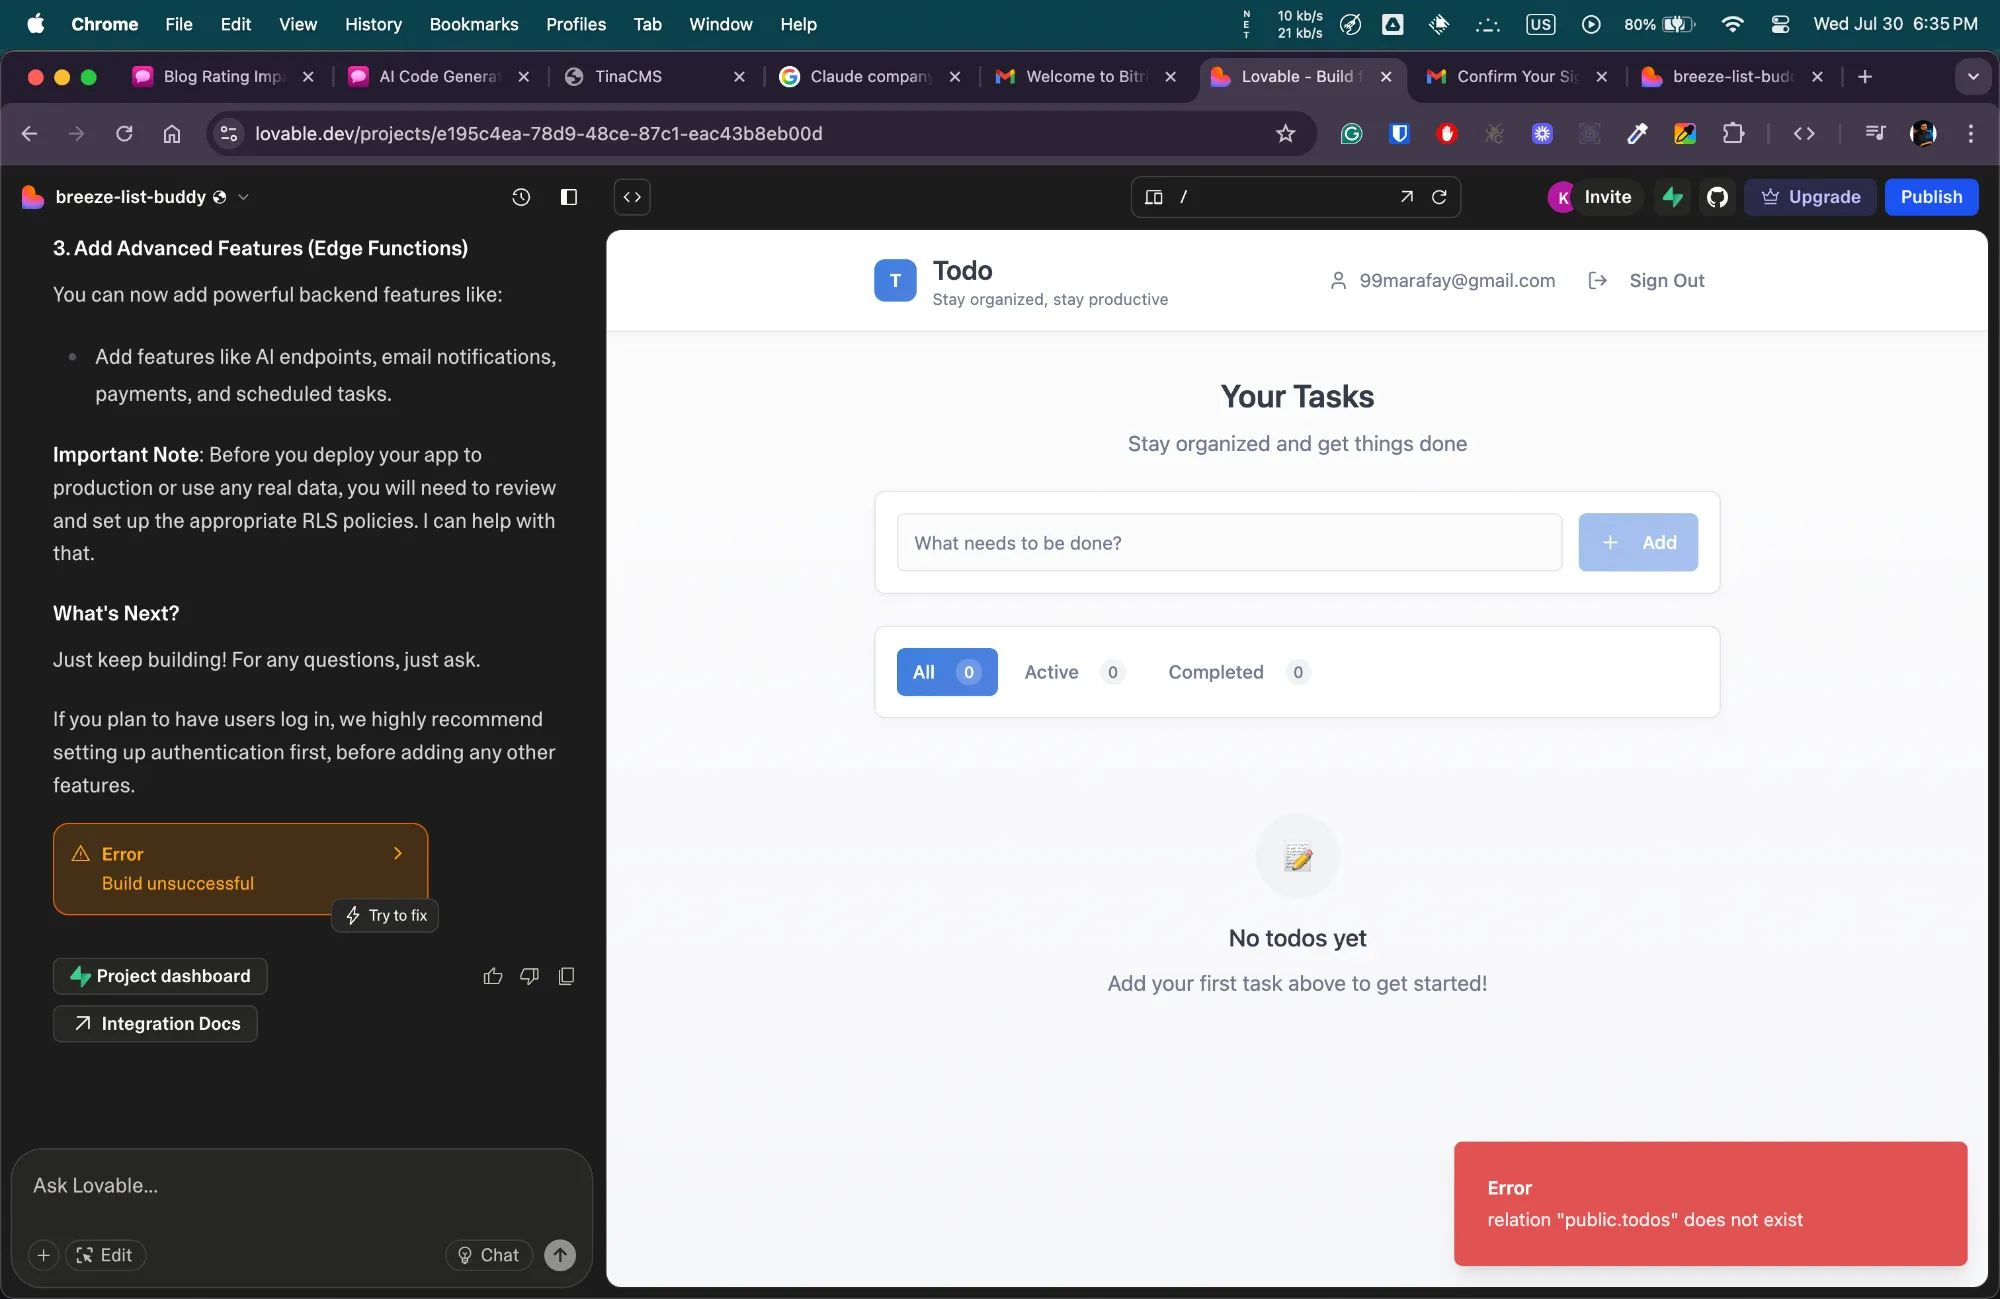 Chrome File Edit View History Bookmarks Profiles Tab Window Help
NET
10 kb/s
21 kb/s
US
80%
Wed Jul 30 6:35 PM
Blog Rating Imp
AI Code Genera
TinaCMS
Claude company
Welcome to Bitri
Lovable - Build f
Confirm Your Sig
breeze-list-budd
lovable.dev/projects/e195c4ea-78d9-48ce-87c1-eac43b8eb00d
breeze-list-buddy
/
K
Invite
Upgrade
Publish
3. Add Advanced Features (Edge Functions)
You can now add powerful backend features like:
Add features like AI endpoints, email notifications,
payments, and scheduled tasks.
Important Note: Before you deploy your app to
production or use any real data, you will need to review
and set up the appropriate RLS policies. I can help with
that.
What's Next?
Just keep building! For any questions, just ask.
If you plan to have users log in, we highly recommend
setting up authentication first, before adding any other
features.
Error
Build unsuccessful
Try to fix
Project dashboard
Integration Docs
Ask Lovable...
Edit
Chat
T
Todo
Stay organized, stay productive
99marafay@gmail.com
Sign Out
Your Tasks
Stay organized and get things done
What needs to be done?
+ Add
All 0
Active 0
Completed 0
No todos yet
Add your first task above to get started!
Error
relation "public.todos" does not exist